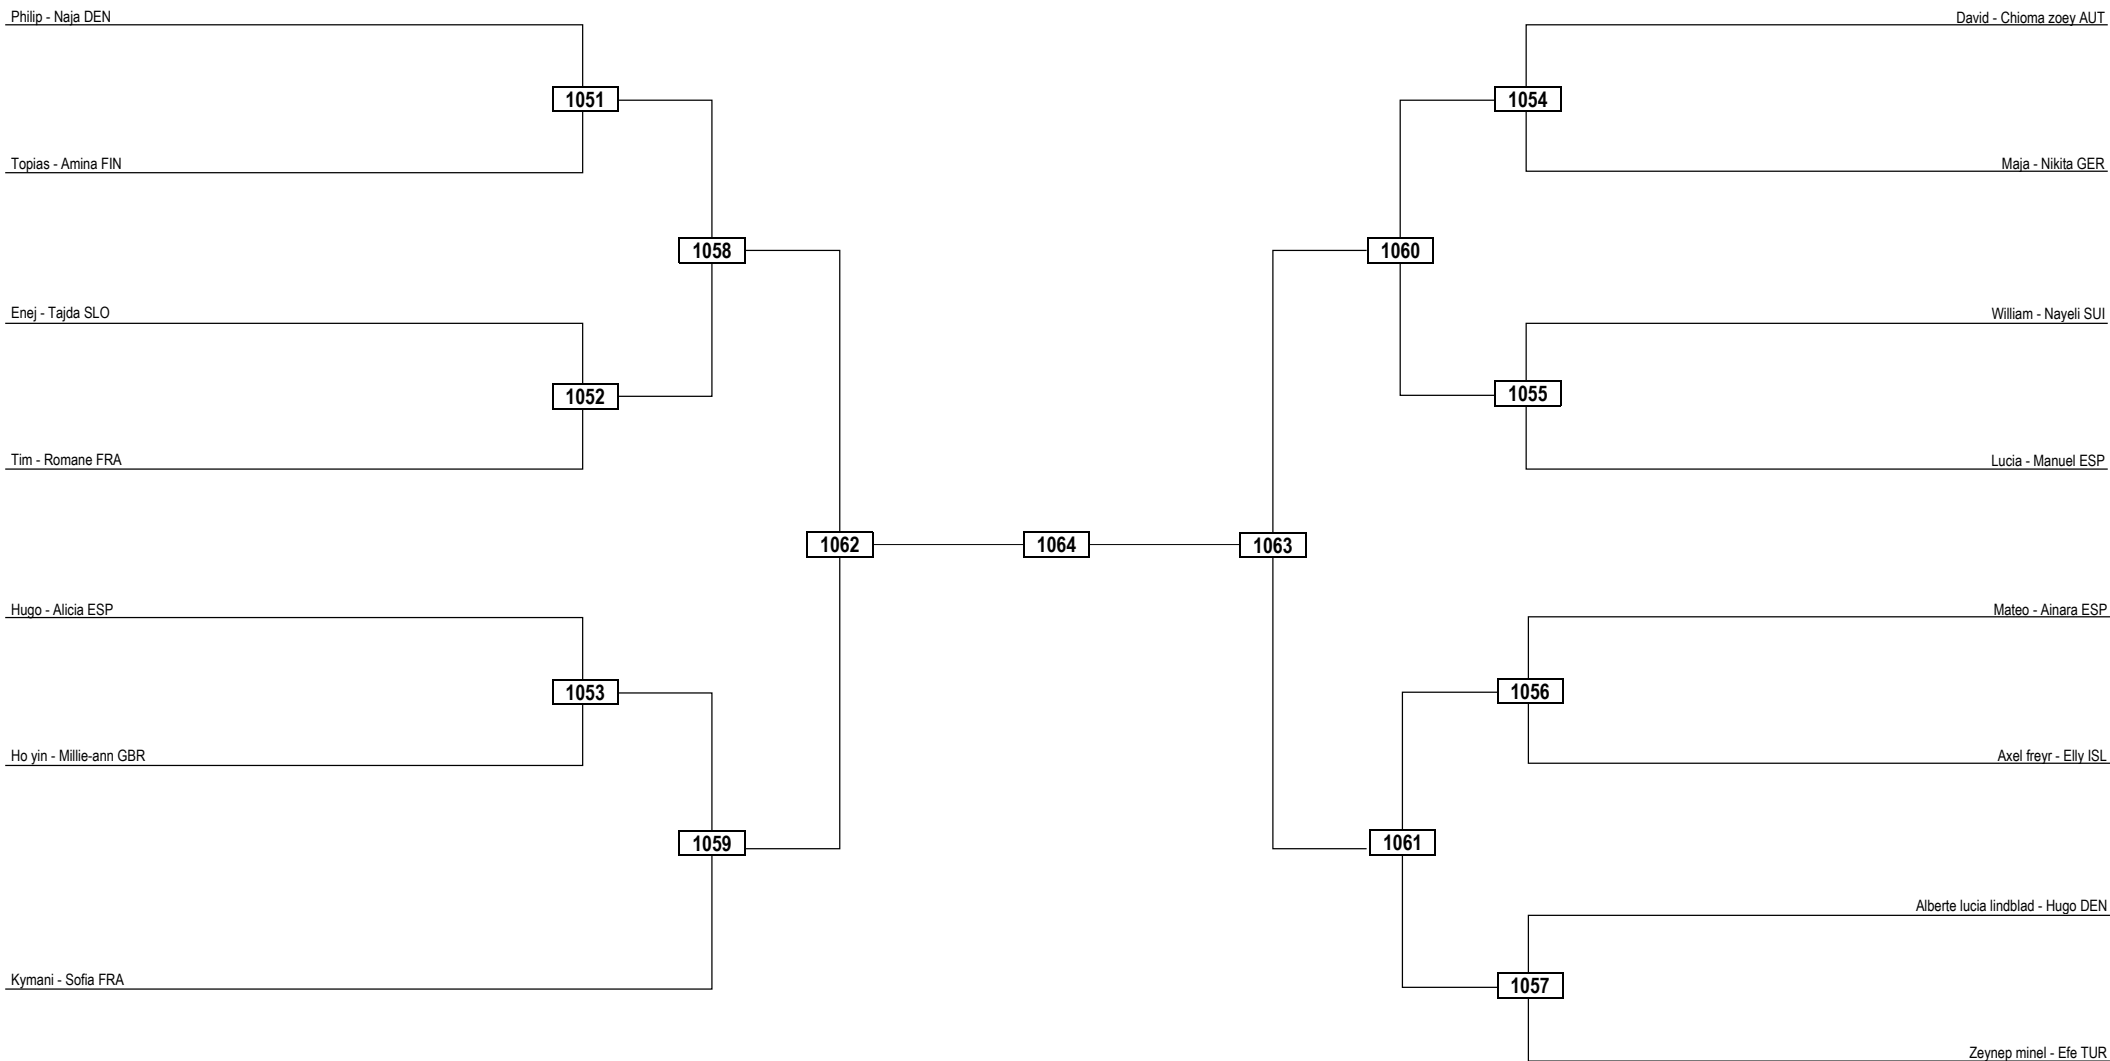 Philip - Naja DEN
David - Chioma zoey AUT
1051
1054
Topias - Amina FIN
Maja - Nikita GER
1058
1060
Enej - Tajda SLO
William - Nayeli SUI
1052
1055
Tim - Romane FRA
Lucia - Manuel ESP
1062
1064
1063
Hugo - Alicia ESP
Mateo - Ainara ESP
1053
1056
Ho yin - Millie-ann GBR
Axel freyr - Elly ISL
1059
1061
Alberte lucia lindblad - Hugo DEN
Kymani - Sofia FRA
1057
Zeynep minel - Efe TUR